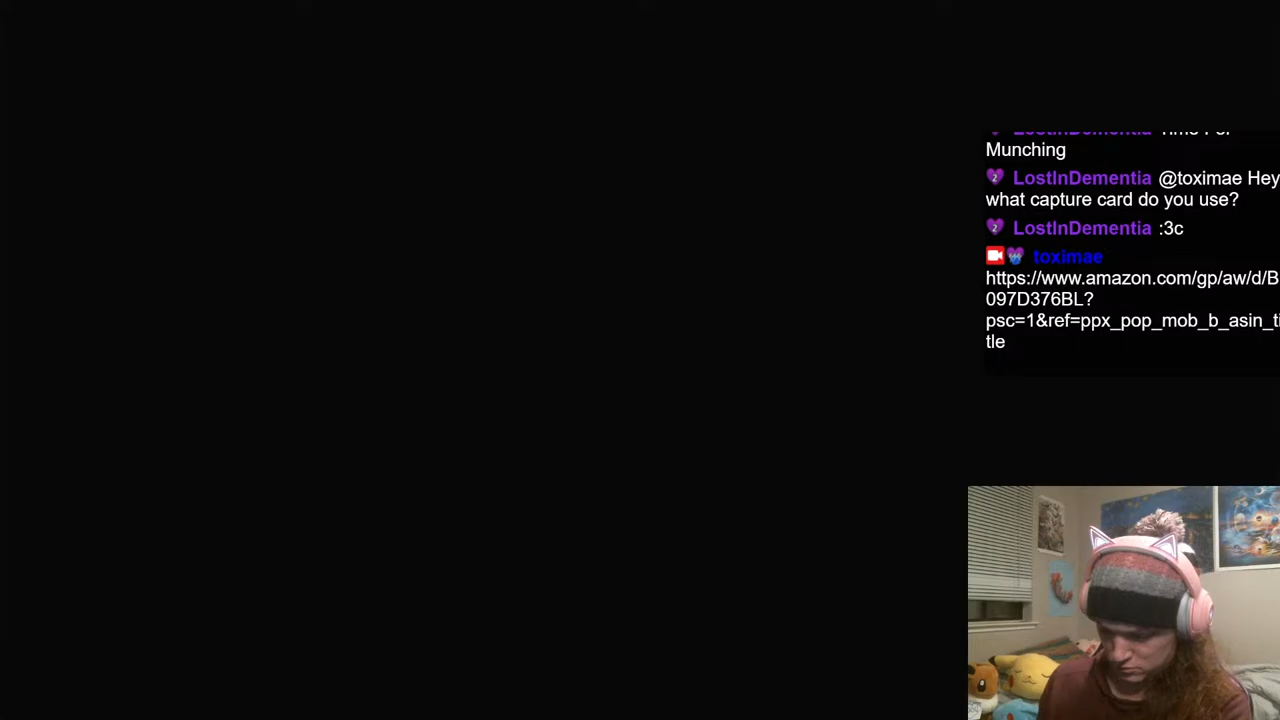 LostInDementia
Munching
LostInDementia @toximae Hey
what capture card do you use?
LostInDementia :3c
toximae
https://www.amazon.com/gp/aw/d/B
097D376BL?
psc=1&ref=ppx_pop_mob_b_asin_ti
tle